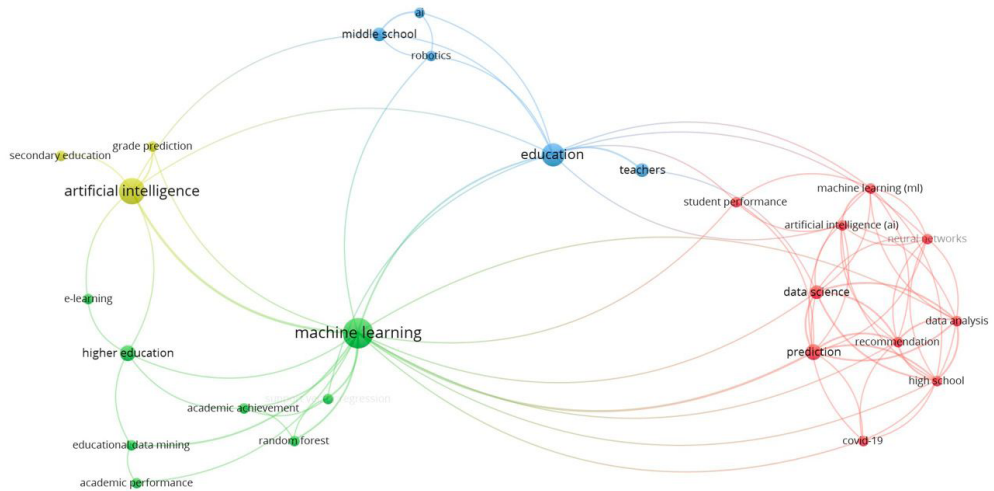 ai
middle school
robotics
grade prediction
secondary education
education
teachers
artificial intelligence
machine learning (ml)
student performance
artificial intelligence (ai)
neural networks
e-learning
data science
data analysis
machine learning
recommendation
higher education
prediction
high school
regression
academic achievement
random forest
covid-19
educational data mining
academic performance